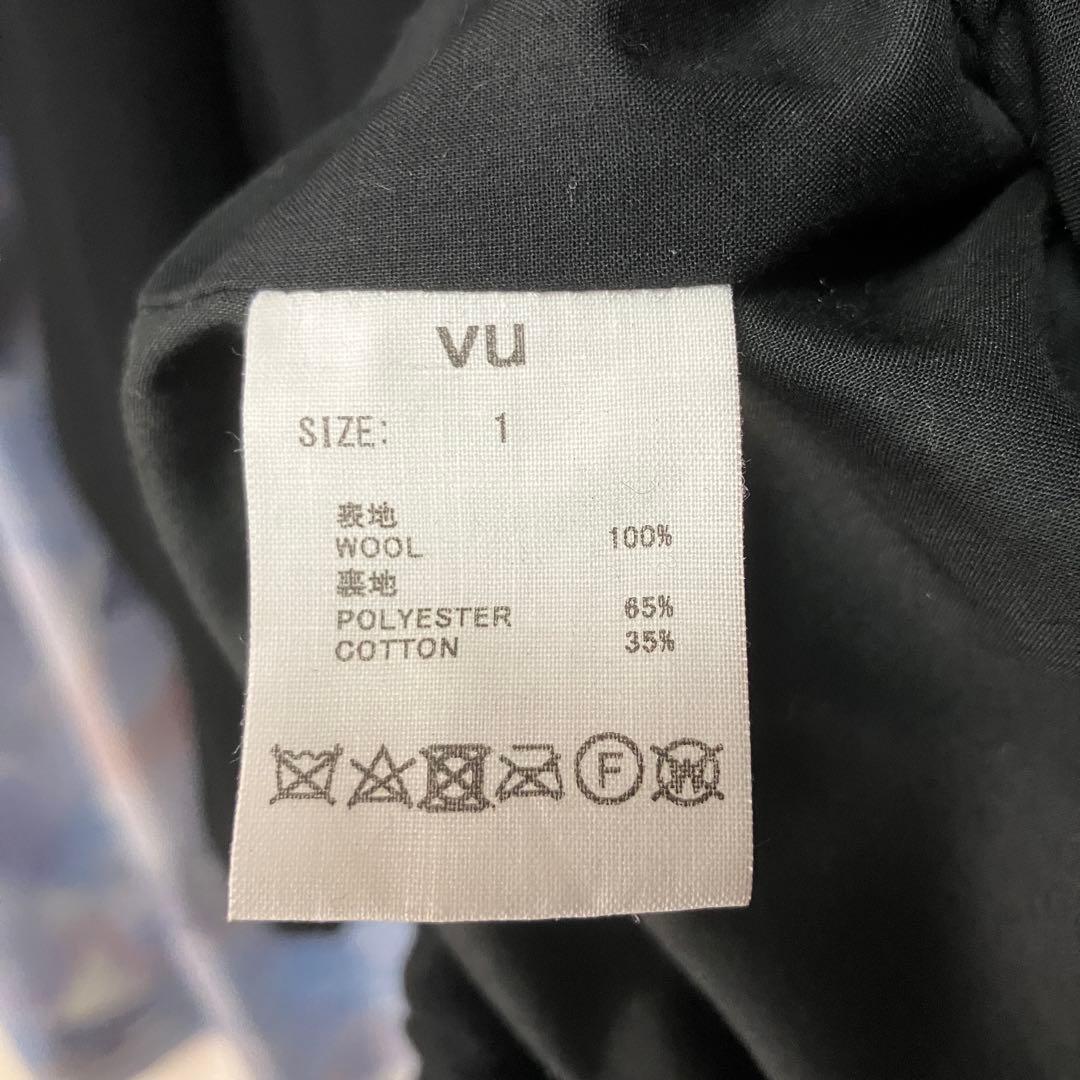 vu
SIZE: 1
表地
WOOL 100%
裏地
POLYESTER 65%
COTTON 35%
F W